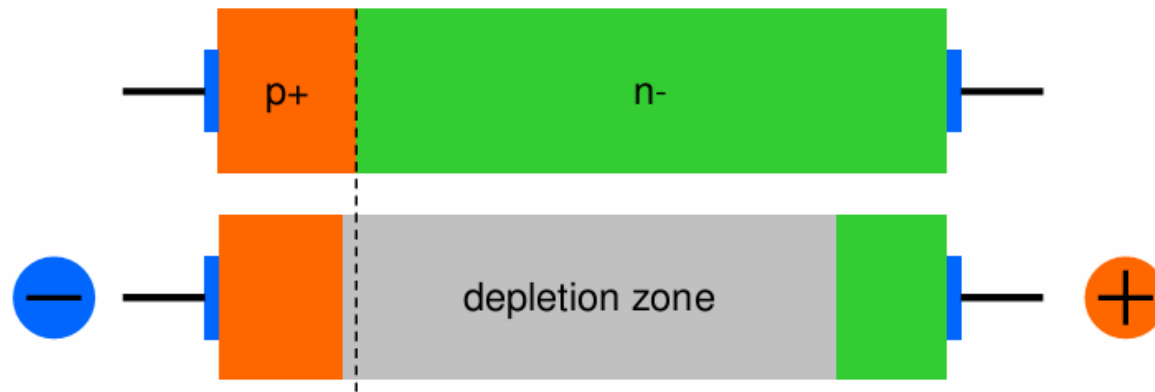 p+ n-
− depletion zone +